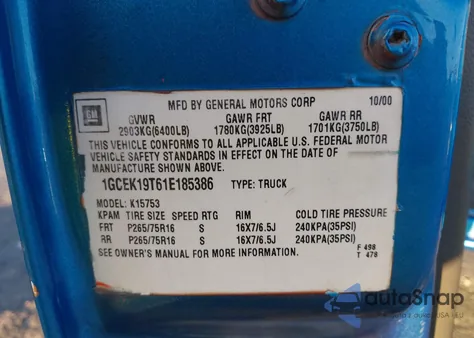 GM
MFD BY GENERAL MOTORS CORP 10/00
GVWR GAWR FRT GAWR RR
2903KG(6400LB) 1780KG(3925LB) 1701KG(3750LB)
THIS VEHICLE CONFORMS TO ALL APPLICABLE U.S. FEDERAL MOTOR
VEHICLE SAFETY STANDARDS IN EFFECT ON THE DATE OF
MANUFACTURE SHOWN ABOVE.
1GCEK19T61E185386 TYPE: TRUCK
MODEL: K15753
KPAM TIRE SIZE SPEED RTG RIM COLD TIRE PRESSURE
FRT P265/75R16 S 16X7/6.5J 240KPA(35PSI)
RR P265/75R16 S 16X7/6.5J 240KPA(35PSI)
SEE OWNER'S MANUAL FOR MORE INFORMATION.
F 498
T 478
autoSnap